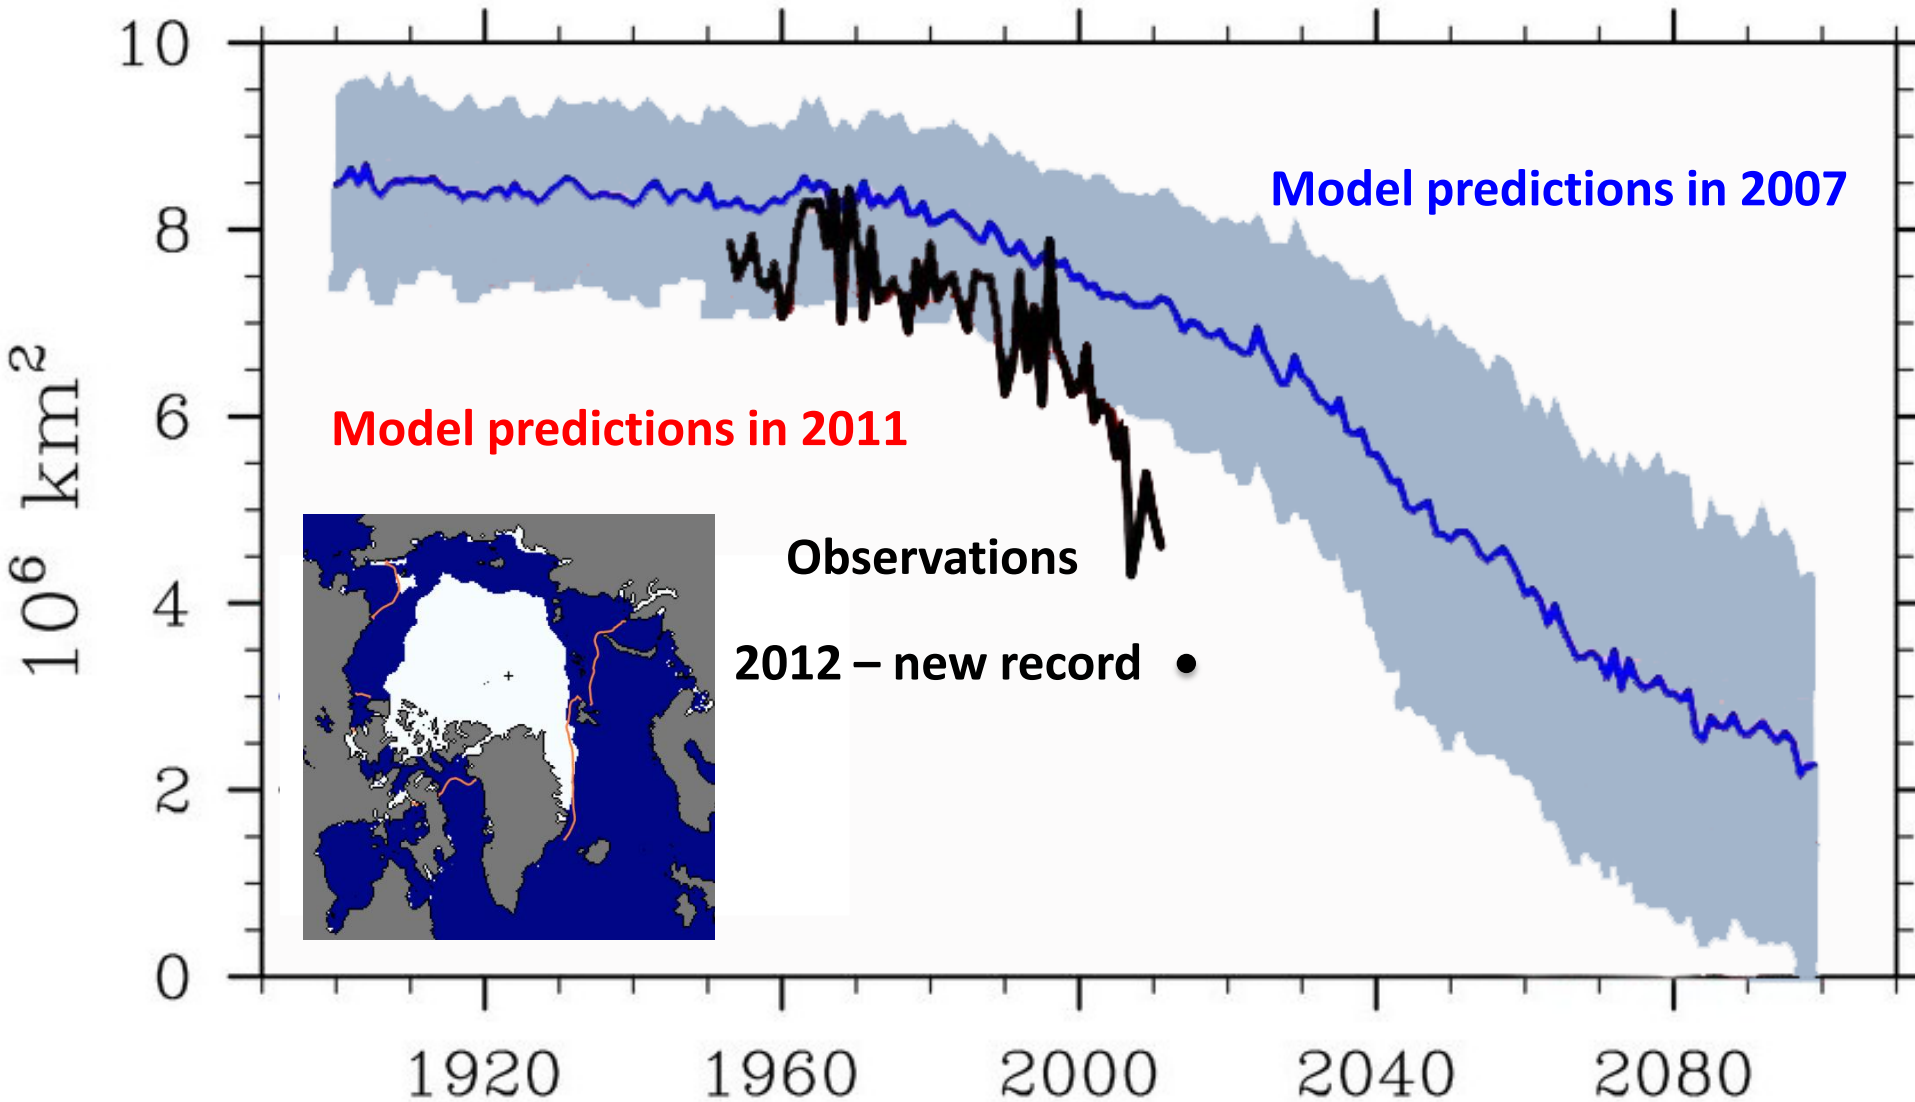 10
8
6
4
2
0
10⁶ km²
Model predictions in 2007
Model predictions in 2011
Observations
2012 – new record
1920
1960
2000
2040
2080